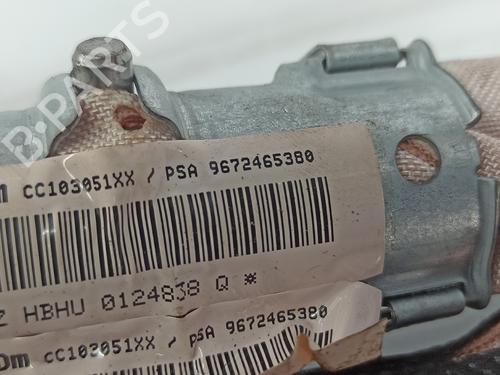 B-PARTS
CC103051XX / PSA 9672465380
HBHU 0124838 Q *
CC103051XX / PSA 9672465380